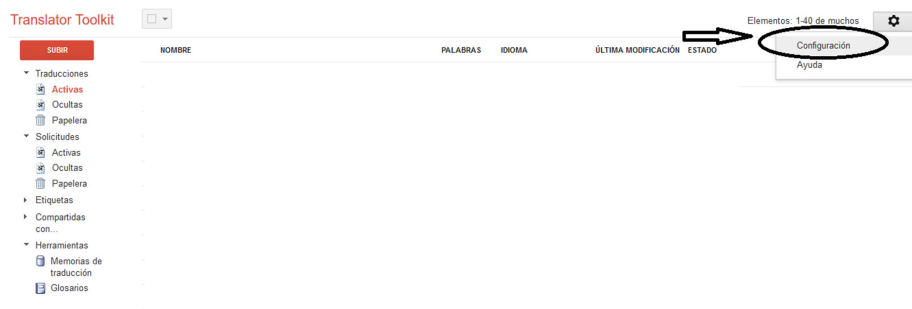 Translator Toolkit
Elementos: 1-40 de muchos
Configuración
Ayuda
SUBIR
NOMBRE PALABRAS IDIOMA ÚLTIMA MODIFICACIÓN ESTADO
Traducciones
Activas
Ocultas
Papelera
Solicitudes
Activas
Ocultas
Papelera
Etiquetas
Compartidas
con...
Herramientas
Memorias de
traducción
Glosarios